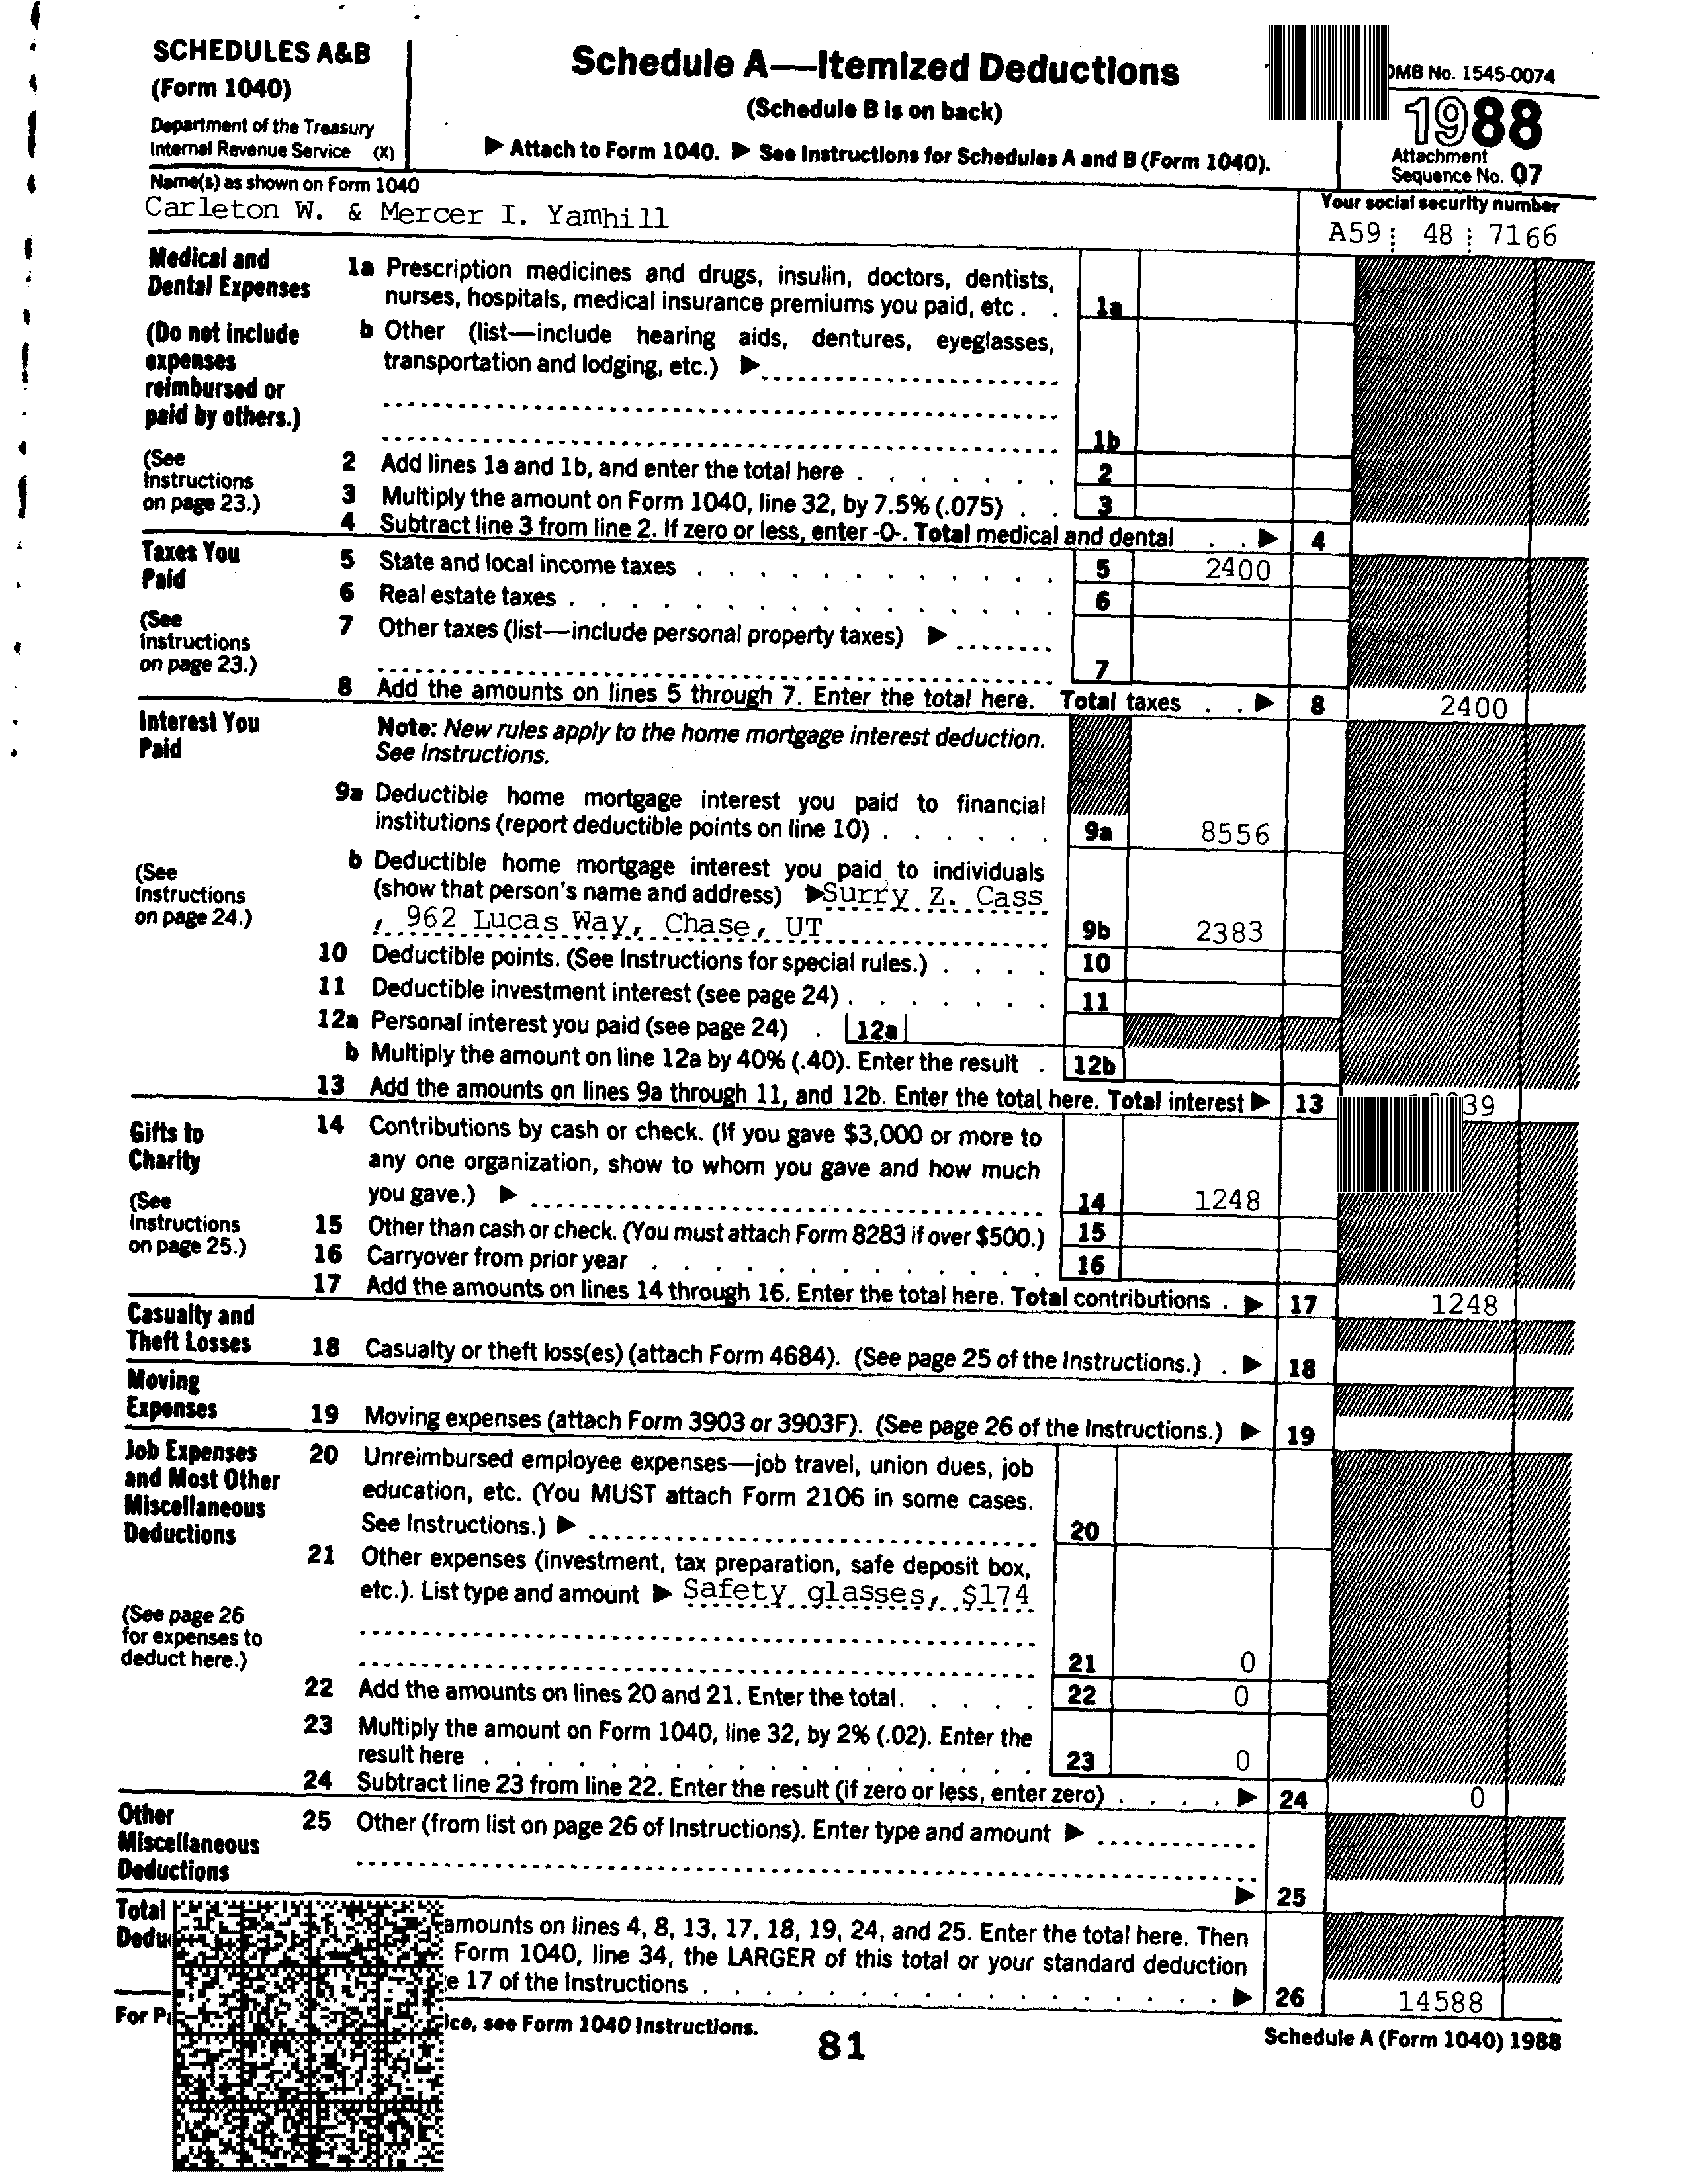 SCHEDULES A&B
(Form 1040)
Department of the Treasury
Internal Revenue Service (X)
Schedule A—Itemized Deductions
(Schedule B is on back)
▶ Attach to Form 1040. ▶ See Instructions for Schedules A and B (Form 1040).
OMB No. 1545-0074
1988
Attachment
Sequence No. 07
Name(s) as shown on Form 1040
Carleton W. & Mercer I. Yamhill
Your social security number
A59 48 7166
Medical and
Dental Expenses
(Do not include
expenses
reimbursed or
paid by others.)
(See
Instructions
on page 23.)
1a Prescription medicines and drugs, insulin, doctors, dentists,
nurses, hospitals, medical insurance premiums you paid, etc . . 1a
b Other (list—include hearing aids, dentures, eyeglasses,
transportation and lodging, etc.) ▶
1b
2 Add lines 1a and 1b, and enter the total here . . . . . . . 2
3 Multiply the amount on Form 1040, line 32, by 7.5% (.075) . . 3
4 Subtract line 3 from line 2. If zero or less, enter -0-. Total medical and dental . . ▶ 4
Taxes You
Paid
(See
Instructions
on page 23.)
5 State and local income taxes . . . . . . . . . . . . 5 2400
6 Real estate taxes . . . . . . . . . . . . . . . . 6
7 Other taxes (list—include personal property taxes) ▶
7
8 Add the amounts on lines 5 through 7. Enter the total here. Total taxes . . ▶ 8 2400
Interest You
Paid
(See
Instructions
on page 24.)
Note: New rules apply to the home mortgage interest deduction.
See Instructions.
9a Deductible home mortgage interest you paid to financial
institutions (report deductible points on line 10) . . . . . . 9a 8556
b Deductible home mortgage interest you paid to individuals
(show that person's name and address) ▶ Surry Z. Cass
, 962 Lucas Way, Chase, UT 9b 2383
10 Deductible points. (See Instructions for special rules.) . . . . 10
11 Deductible investment interest (see page 24) . . . . . . . 11
12a Personal interest you paid (see page 24) . 12a
b Multiply the amount on line 12a by 40% (.40). Enter the result . 12b
13 Add the amounts on lines 9a through 11, and 12b. Enter the total here. Total interest ▶ 13 39
Gifts to
Charity
(See
Instructions
on page 25.)
14 Contributions by cash or check. (If you gave $3,000 or more to
any one organization, show to whom you gave and how much
you gave.) ▶ 14 1248
15 Other than cash or check. (You must attach Form 8283 if over $500.) 15
16 Carryover from prior year . . . . . . . . . . . . . 16
17 Add the amounts on lines 14 through 16. Enter the total here. Total contributions . ▶ 17 1248
Casualty and
Theft Losses
18 Casualty or theft loss(es) (attach Form 4684). (See page 25 of the Instructions.) . ▶ 18
Moving
Expenses
19 Moving expenses (attach Form 3903 or 3903F). (See page 26 of the Instructions.) ▶ 19
Job Expenses
and Most Other
Miscellaneous
Deductions
(See page 26
for expenses to
deduct here.)
20 Unreimbursed employee expenses—job travel, union dues, job
education, etc. (You MUST attach Form 2106 in some cases.
See Instructions.) ▶ 20
21 Other expenses (investment, tax preparation, safe deposit box,
etc.). List type and amount ▶ Safety glasses, $174
21 0
22 Add the amounts on lines 20 and 21. Enter the total. . . . . 22 0
23 Multiply the amount on Form 1040, line 32, by 2% (.02). Enter the
result here . . . . . . . . . . . . . . . . . 23 0
24 Subtract line 23 from line 22. Enter the result (if zero or less, enter zero) . . . . ▶ 24 0
Other
Miscellaneous
Deductions
25 Other (from list on page 26 of Instructions). Enter type and amount ▶
▶ 25
Total
amounts on lines 4, 8, 13, 17, 18, 19, 24, and 25. Enter the total here. Then
Form 1040, line 34, the LARGER of this total or your standard deduction
17 of the Instructions . . . . . . . . . . . . . . . . ▶ 26 14588
For
see Form 1040 Instructions.
81
Schedule A (Form 1040) 1988